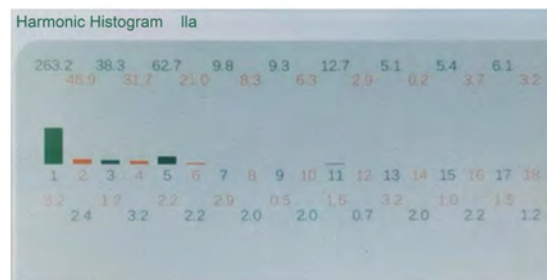 Harmonic Histogram IIa
263.2 38.3 62.7 9.8 9.3 12.7 5.1 5.4 6.1
46.9 31.7 21.0 8.3 6.3 2.9 0.2 3.7 3.2
1 2 3 4 5 6 7 8 9 10 11 12 13 14 15 16 17 18
1.2 2.2 2.9 0.5 1.5 3.2 1.0 1.5
2.4 3.2 2.2 2.0 2.0 0.7 2.0 2.2 1.2